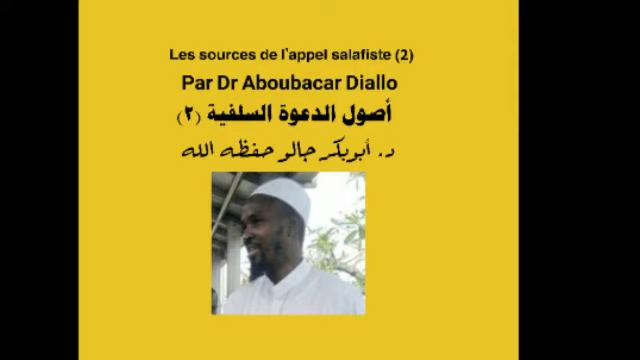 Les sources de l'appel salafiste (2)
Par Dr Aboubacar Diallo
أصول الدعوة السلفية (٢)
د. أبوبكر جالو حفظه الله